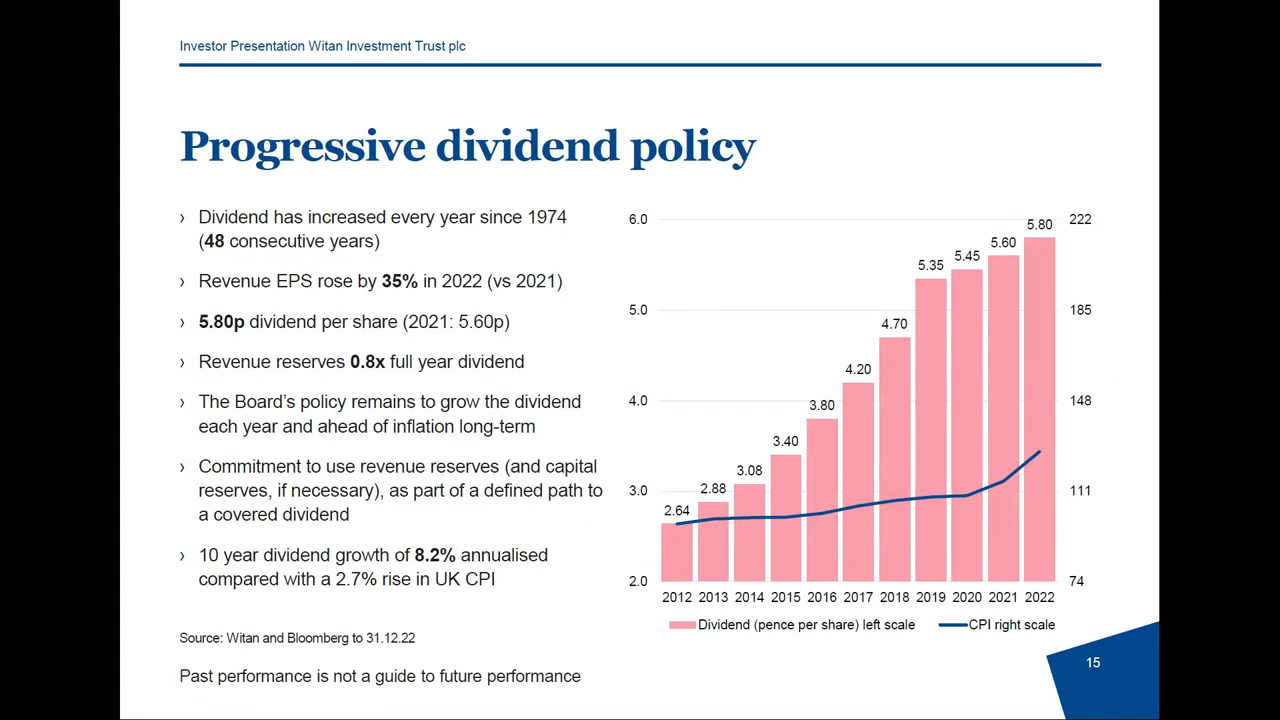 Investor Presentation Witan Investment Trust plc
Progressive dividend policy
› Dividend has increased every year since 1974
(48 consecutive years)
› Revenue EPS rose by 35% in 2022 (vs 2021)
› 5.80p dividend per share (2021: 5.60p)
› Revenue reserves 0.8x full year dividend
› The Board's policy remains to grow the dividend
each year and ahead of inflation long-term
› Commitment to use revenue reserves (and capital
reserves, if necessary), as part of a defined path to
a covered dividend
› 10 year dividend growth of 8.2% annualised
compared with a 2.7% rise in UK CPI
Source: Witan and Bloomberg to 31.12.22
Past performance is not a guide to future performance
6.0
5.0
4.0
3.0
2.0
2.64
2.88
3.08
3.40
3.80
4.20
4.70
5.35
5.45
5.60
5.80
222
185
148
111
74
2012 2013 2014 2015 2016 2017 2018 2019 2020 2021 2022
Dividend (pence per share) left scale CPI right scale
15